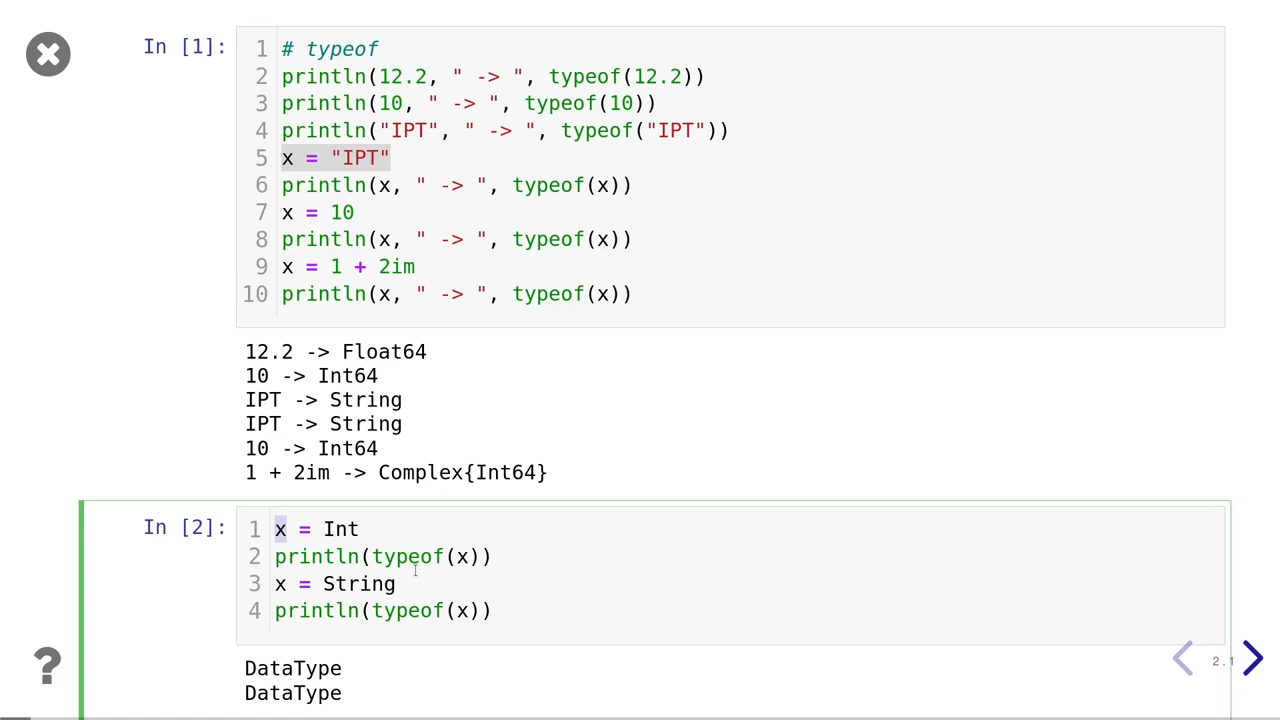 In [1]:
1 # typeof
2 println(12.2, " -> ", typeof(12.2))
3 println(10, " -> ", typeof(10))
4 println("IPT", " -> ", typeof("IPT"))
5 x = "IPT"
6 println(x, " -> ", typeof(x))
7 x = 10
8 println(x, " -> ", typeof(x))
9 x = 1 + 2im
10 println(x, " -> ", typeof(x))
12.2 -> Float64
10 -> Int64
IPT -> String
IPT -> String
10 -> Int64
1 + 2im -> Complex{Int64}
In [2]:
1 x = Int
2 println(typeof(x))
3 x = String
4 println(typeof(x))
DataType
DataType
?
2.1